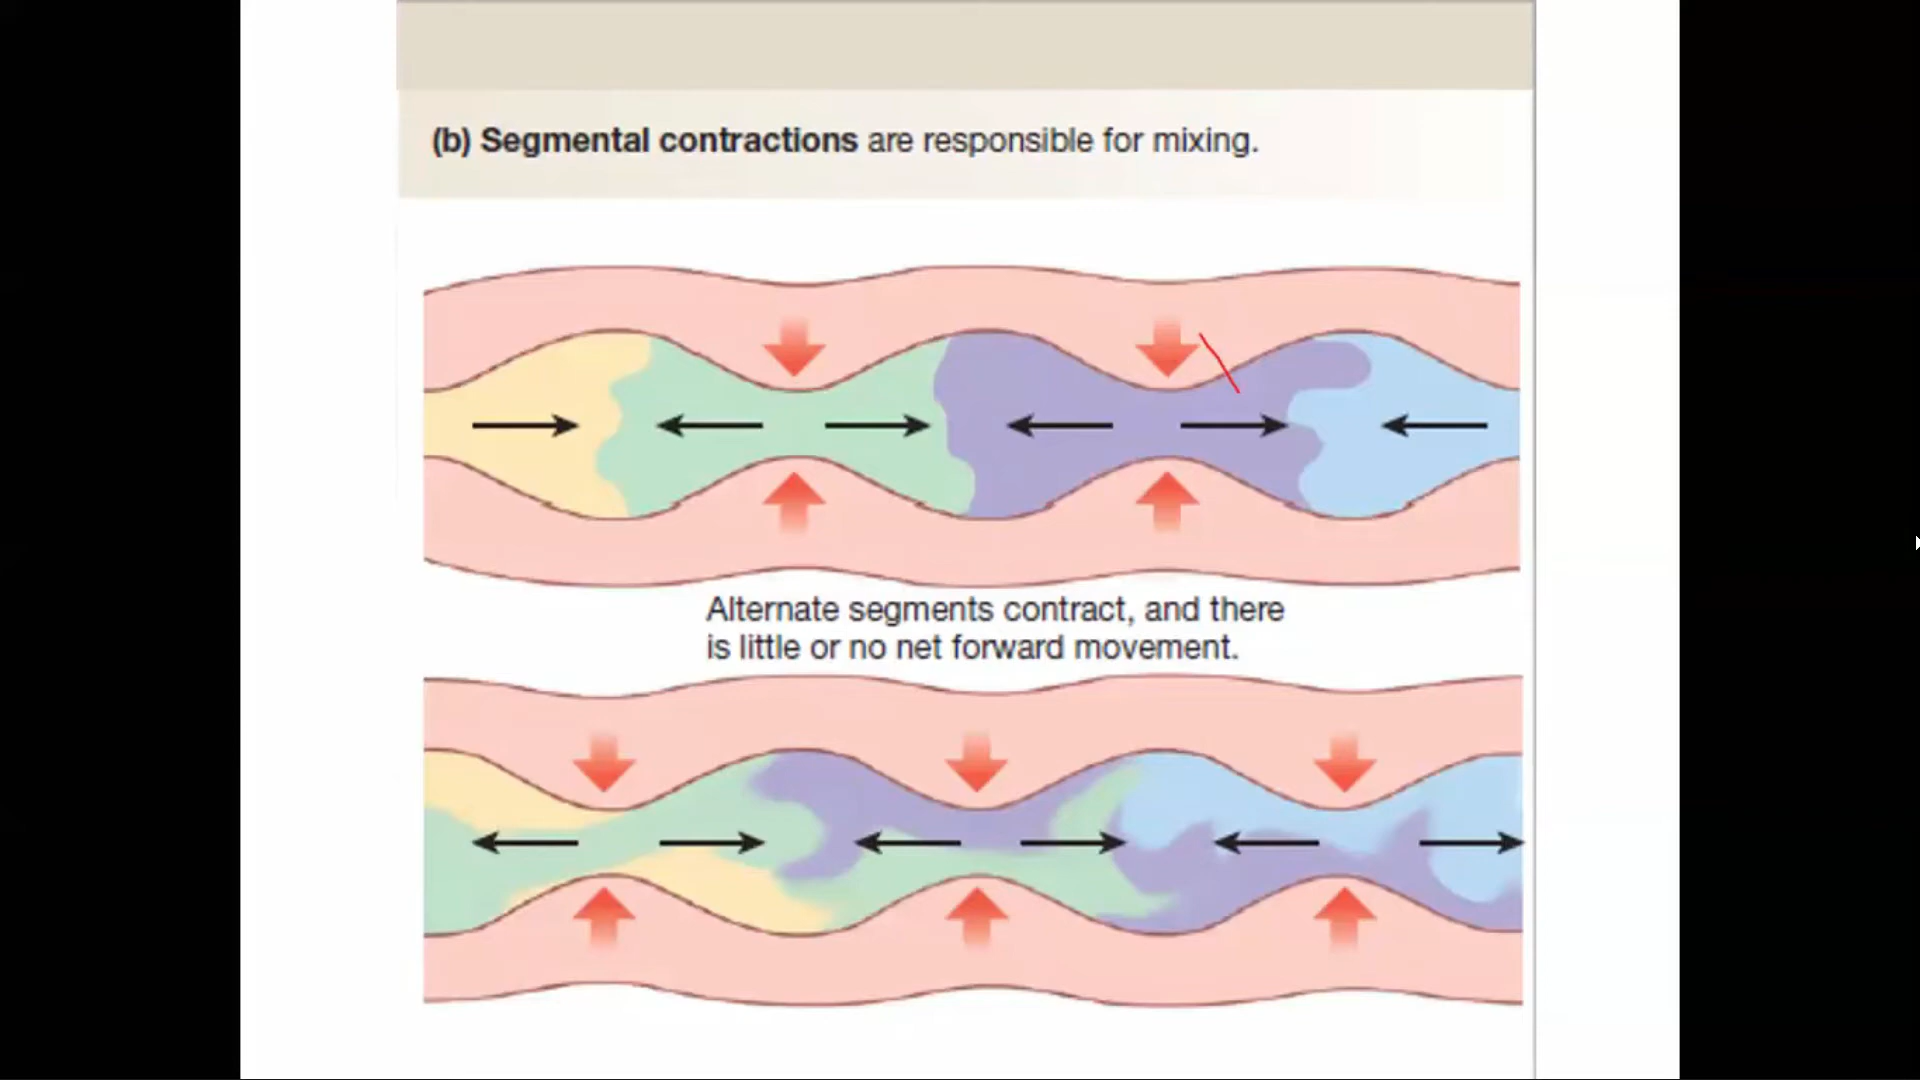 (b) Segmental contractions are responsible for mixing.
Alternate segments contract, and there
is little or no net forward movement.